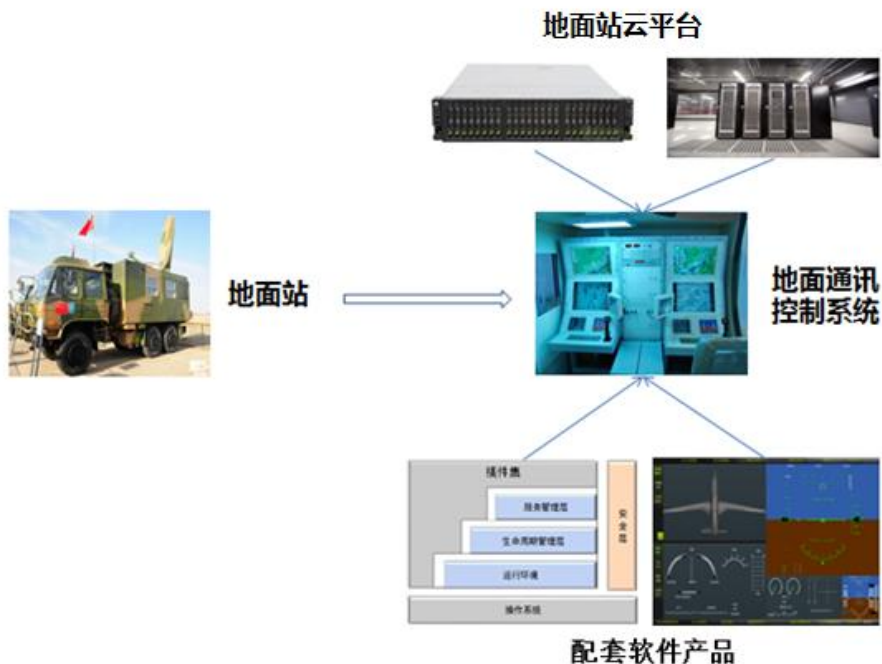 地面站云平台
地面站
地面通讯
控制系统
插件集
服务管理层
生命周期管理层
运行环境
安全层
操作系统
配套软件产品